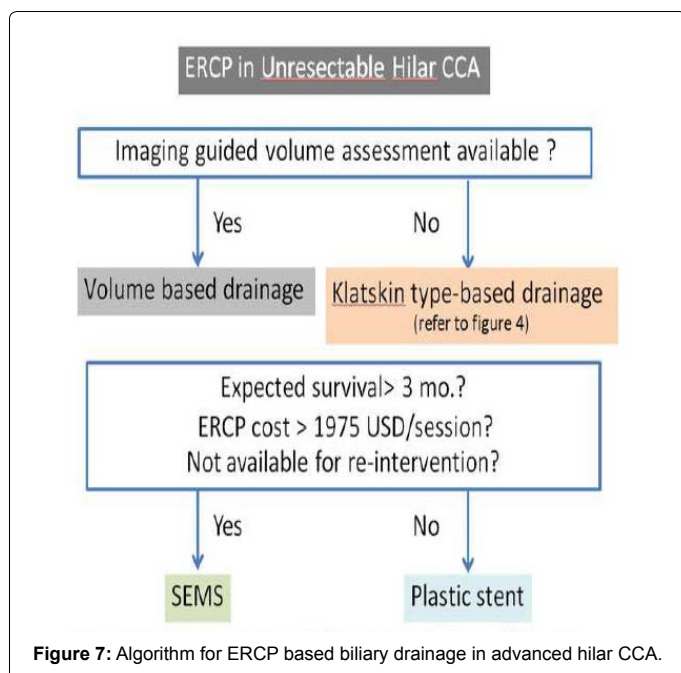 ERCP in Unresectable Hilar CCA
Imaging guided volume assessment available ?
Yes
No
Volume based drainage
Klatskin type-based drainage
(refer to figure 4)
Expected survival> 3 mo.?
ERCP cost > 1975 USD/session?
Not available for re-intervention?
Yes
No
SEMS
Plastic stent
Figure 7: Algorithm for ERCP based biliary drainage in advanced hilar CCA.